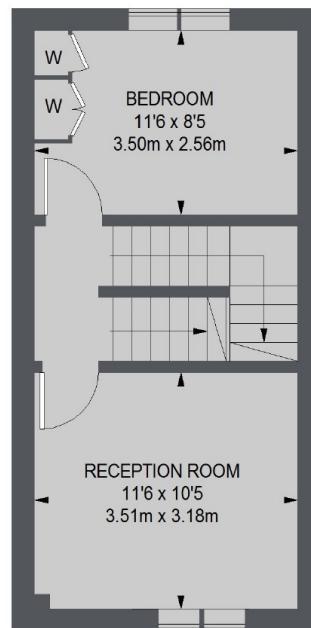 W
W
BEDROOM
11'6 x 8'5
3.50m x 2.56m
RECEPTION ROOM
11'6 x 10'5
3.51m x 3.18m